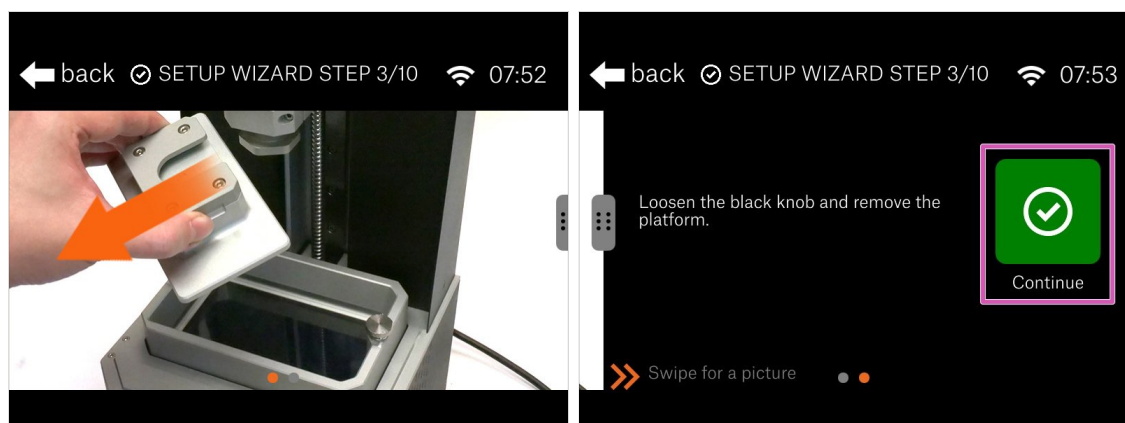 back SETUP WIZARD STEP 3/10 07:52
back SETUP WIZARD STEP 3/10 07:53
Loosen the black knob and remove the
platform.
Continue
Swipe for a picture